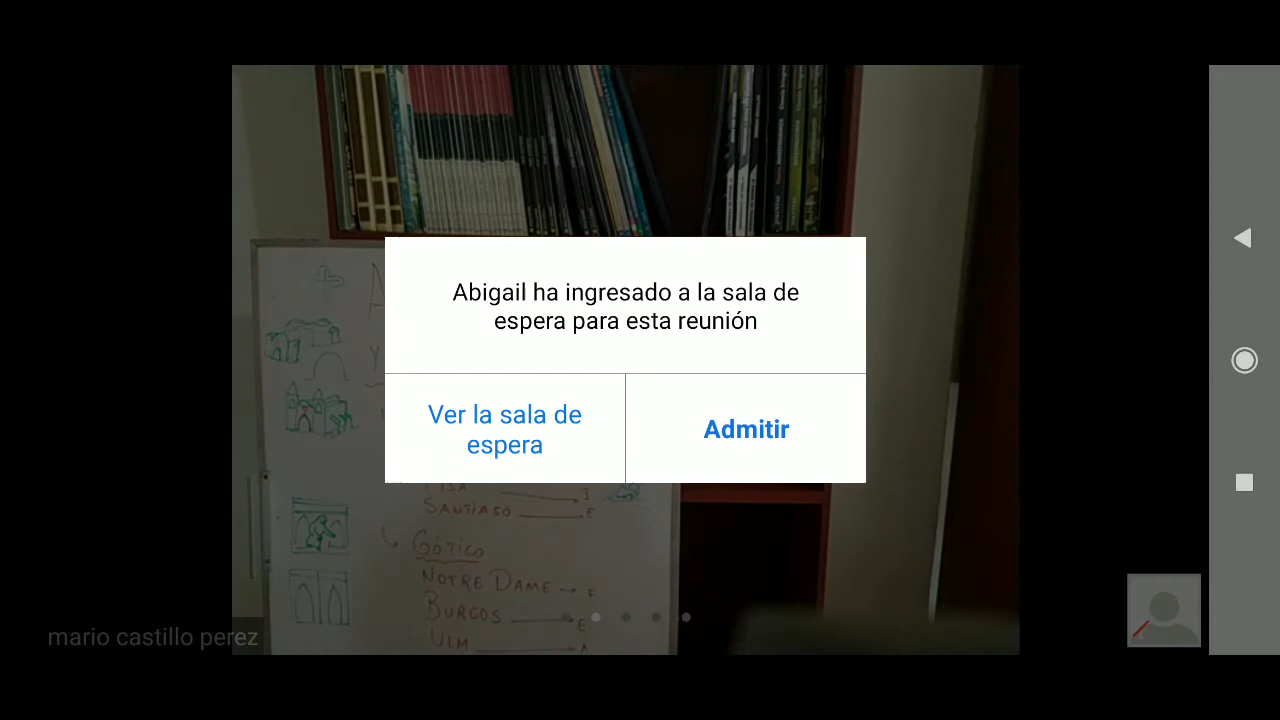 Abigail ha ingresado a la sala de
espera para esta reunión
Ver la sala de
espera
Admitir
PISA I
SANTIAGO E
GÓTICO
NOTRE DAME F
BURGOS E
ULM A
mario castillo perez